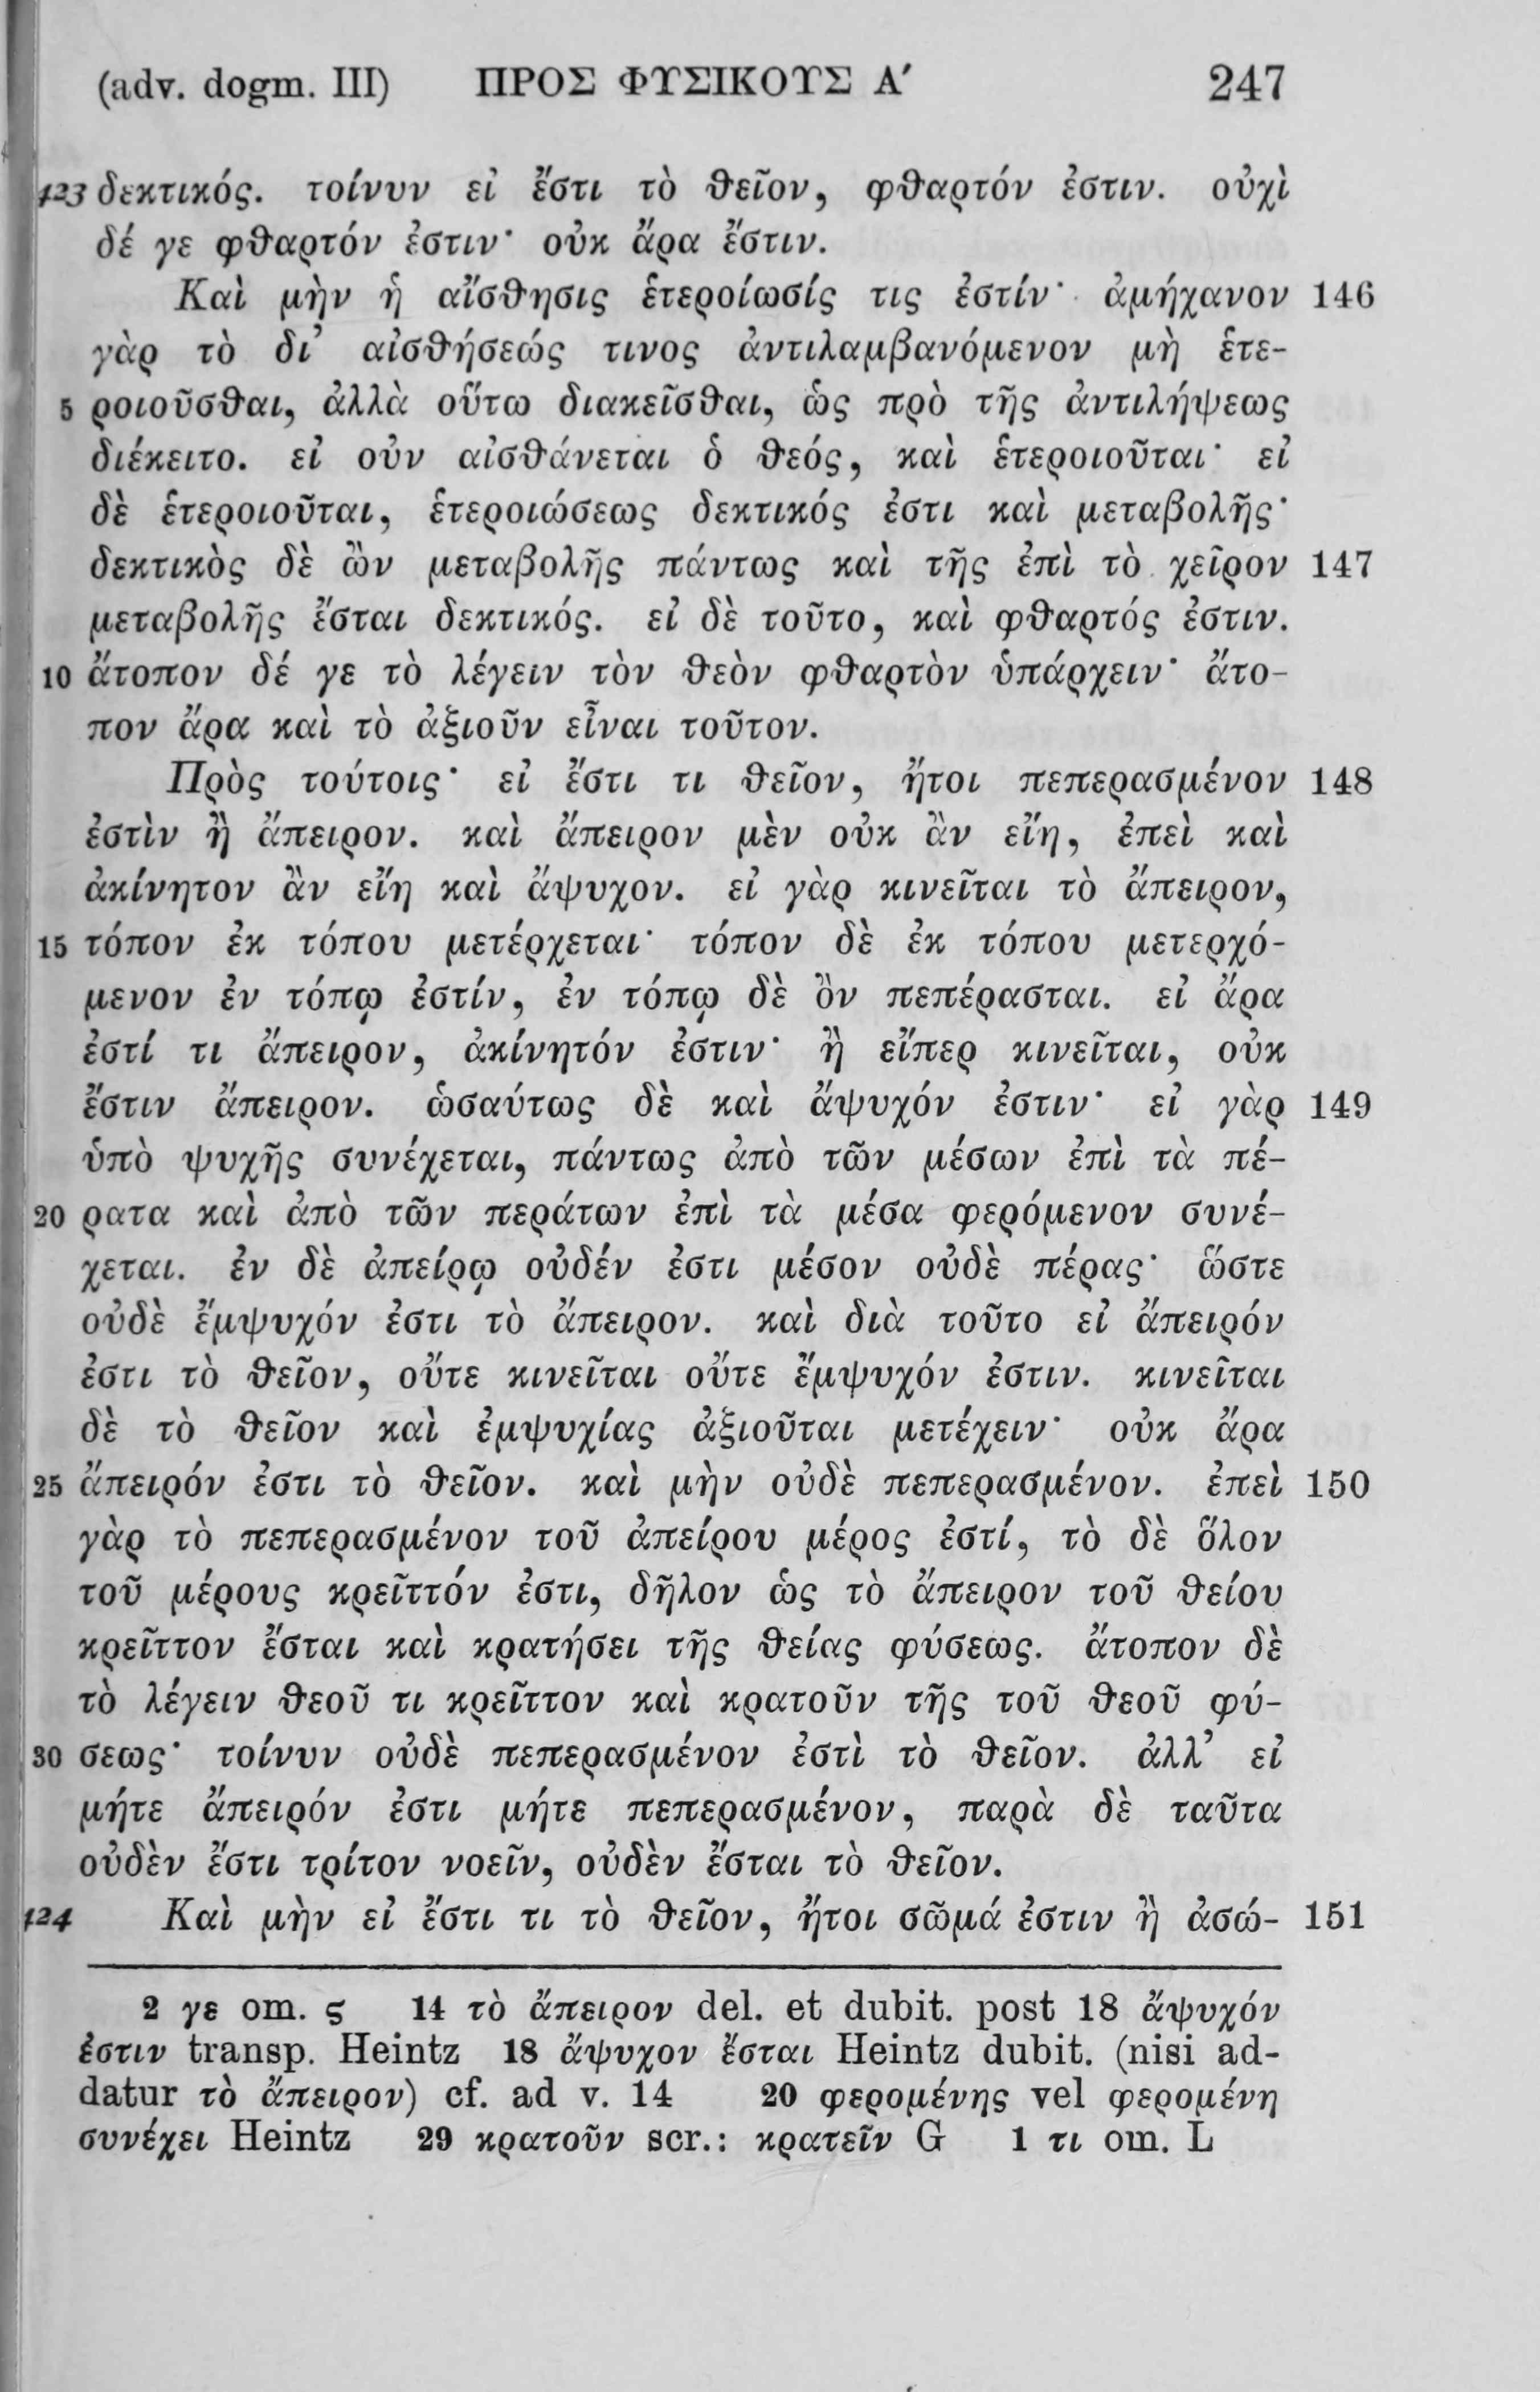 (adv. dogm. III) ΠΡΟΣ ΦΥΣΙΚΟΥΣ Α΄ 247
423 δεκτικός. τοίνυν εἰ ἔστι τὸ θεῖον, φθαρτόν ἐστιν. οὐχὶ
δέ γε φθαρτόν ἐστιν· οὐκ ἄρα ἔστιν.
Καὶ μὴν ἡ αἴσθησις ἑτεροίωσίς τις ἐστίν· ἀμήχανον 146
γὰρ τὸ δι᾽ αἰσθήσεώς τινος ἀντιλαμβανόμενον μὴ ἑτε-
5 ροιοῦσθαι, ἀλλὰ οὕτω διακεῖσθαι, ὡς πρὸ τῆς ἀντιλήψεως
διέκειτο. εἰ οὖν αἰσθάνεται ὁ θεός, καὶ ἑτεροιοῦται· εἰ
δὲ ἑτεροιοῦται, ἑτεροιώσεως δεκτικός ἐστι καὶ μεταβολῆς·
δεκτικὸς δὲ ὢν μεταβολῆς πάντως καὶ τῆς ἐπὶ τὸ χεῖρον 147
μεταβολῆς ἔσται δεκτικός. εἰ δὲ τοῦτο, καὶ φθαρτός ἐστιν.
10 ἄτοπον δέ γε τὸ λέγειν τὸν θεὸν φθαρτὸν ὑπάρχειν· ἄτο-
πον ἄρα καὶ τὸ ἀξιοῦν εἶναι τοῦτον.
Πρὸς τούτοις· εἰ ἔστι τι θεῖον, ἤτοι πεπερασμένον 148
ἐστὶν ἢ ἄπειρον. καὶ ἄπειρον μὲν οὐκ ἂν εἴη, ἐπεὶ καὶ
ἀκίνητον ἂν εἴη καὶ ἄψυχον. εἰ γὰρ κινεῖται τὸ ἄπειρον,
15 τόπον ἐκ τόπου μετέρχεται· τόπον δὲ ἐκ τόπου μετερχό-
μενον ἐν τόπῳ ἐστίν, ἐν τόπῳ δὲ ὂν πεπέρασται. εἰ ἄρα
ἐστί τι ἄπειρον, ἀκίνητόν ἐστιν· ἢ εἴπερ κινεῖται, οὐκ
ἔστιν ἄπειρον. ὡσαύτως δὲ καὶ ἄψυχόν ἐστιν· εἰ γὰρ 149
ὑπὸ ψυχῆς συνέχεται, πάντως ἀπὸ τῶν μέσων ἐπὶ τὰ πέ-
20 ρατα καὶ ἀπὸ τῶν περάτων ἐπὶ τὰ μέσα φερόμενον συνέ-
χεται. ἐν δὲ ἀπείρῳ οὐδέν ἐστι μέσον οὐδὲ πέρας· ὥστε
οὐδὲ ἔμψυχόν ἐστι τὸ ἄπειρον. καὶ διὰ τοῦτο εἰ ἄπειρόν
ἐστι τὸ θεῖον, οὔτε κινεῖται οὔτε ἔμψυχόν ἐστιν. κινεῖται
δὲ τὸ θεῖον καὶ ἐμψυχίας ἀξιοῦται μετέχειν· οὐκ ἄρα
25 ἄπειρόν ἐστι τὸ θεῖον. καὶ μὴν οὐδὲ πεπερασμένον. ἐπεὶ 150
γὰρ τὸ πεπερασμένον τοῦ ἀπείρου μέρος ἐστί, τὸ δὲ ὅλον
τοῦ μέρους κρεῖττόν ἐστι, δῆλον ὡς τὸ ἄπειρον τοῦ θείου
κρεῖττον ἔσται καὶ κρατήσει τῆς θείας φύσεως. ἄτοπον δὲ
τὸ λέγειν θεοῦ τι κρεῖττον καὶ κρατοῦν τῆς τοῦ θεοῦ φύ-
30 σεως· τοίνυν οὐδὲ πεπερασμένον ἐστὶ τὸ θεῖον. ἀλλ᾽ εἰ
μήτε ἄπειρόν ἐστι μήτε πεπερασμένον, παρὰ δὲ ταῦτα
οὐδὲν ἔστι τρίτον νοεῖν, οὐδὲν ἔσται τὸ θεῖον.
424 Καὶ μὴν εἰ ἔστι τι τὸ θεῖον, ἤτοι σῶμά ἐστιν ἢ ἀσώ- 151
2 γε om. ς 14 τὸ ἄπειρον del. et dubit. post 18 ἄψυχόν
ἐστιν transp. Heintz 18 ἄψυχον ἔσται Heintz dubit. (nisi ad-
datur τὸ ἄπειρον) cf. ad v. 14 20 φερομένης vel φερομένη
συνέχει Heintz 29 κρατοῦν scr.: κρατεῖν G 1 τι om. L